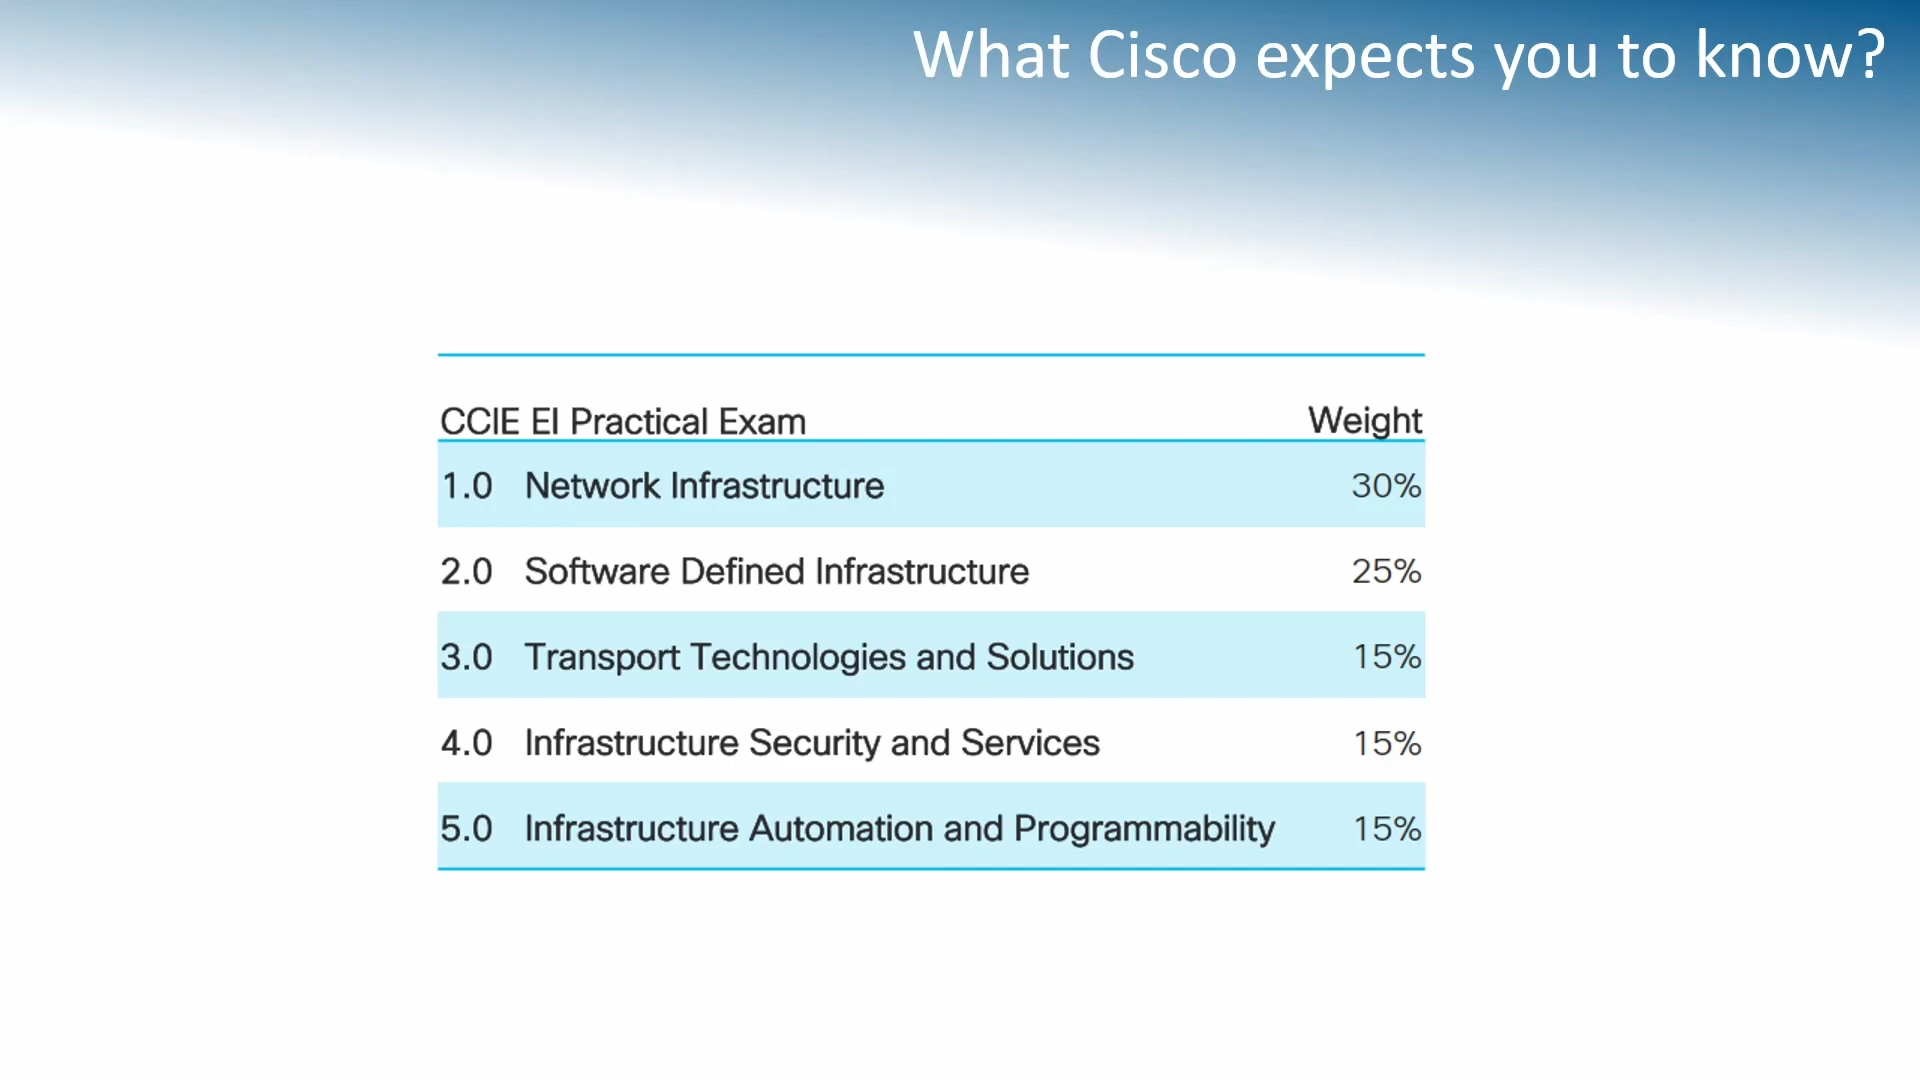 What Cisco expects you to know?
CCIE EI Practical Exam Weight
1.0 Network Infrastructure 30%
2.0 Software Defined Infrastructure 25%
3.0 Transport Technologies and Solutions 15%
4.0 Infrastructure Security and Services 15%
5.0 Infrastructure Automation and Programmability 15%